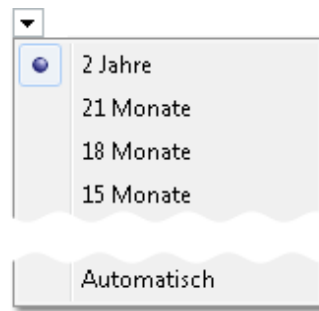 2 Jahre
21 Monate
18 Monate
15 Monate
Automatisch